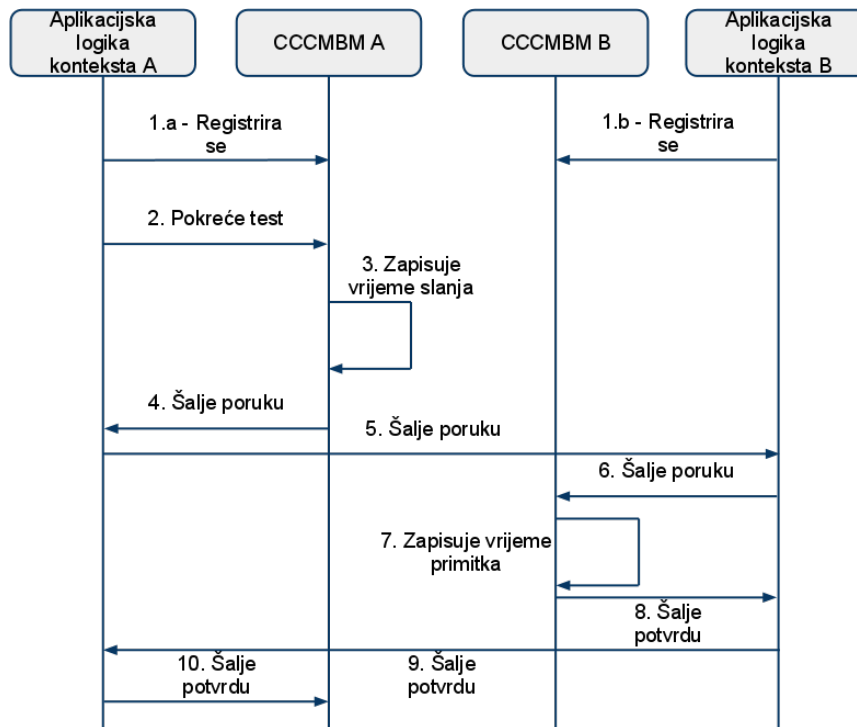 Aplikacijska
logika
konteksta A
CCCMBM A
CCCMBM B
Aplikacijska
logika
konteksta B
1.a - Registrira
se
1.b - Registrira
se
2. Pokreće test
3. Zapisuje
vrijeme slanja
4. Šalje poruku
5. Šalje poruku
6. Šalje poruku
7. Zapisuje vrijeme
primitka
8. Šalje
potvrdu
10. Šalje
potvrdu
9. Šalje
potvrdu